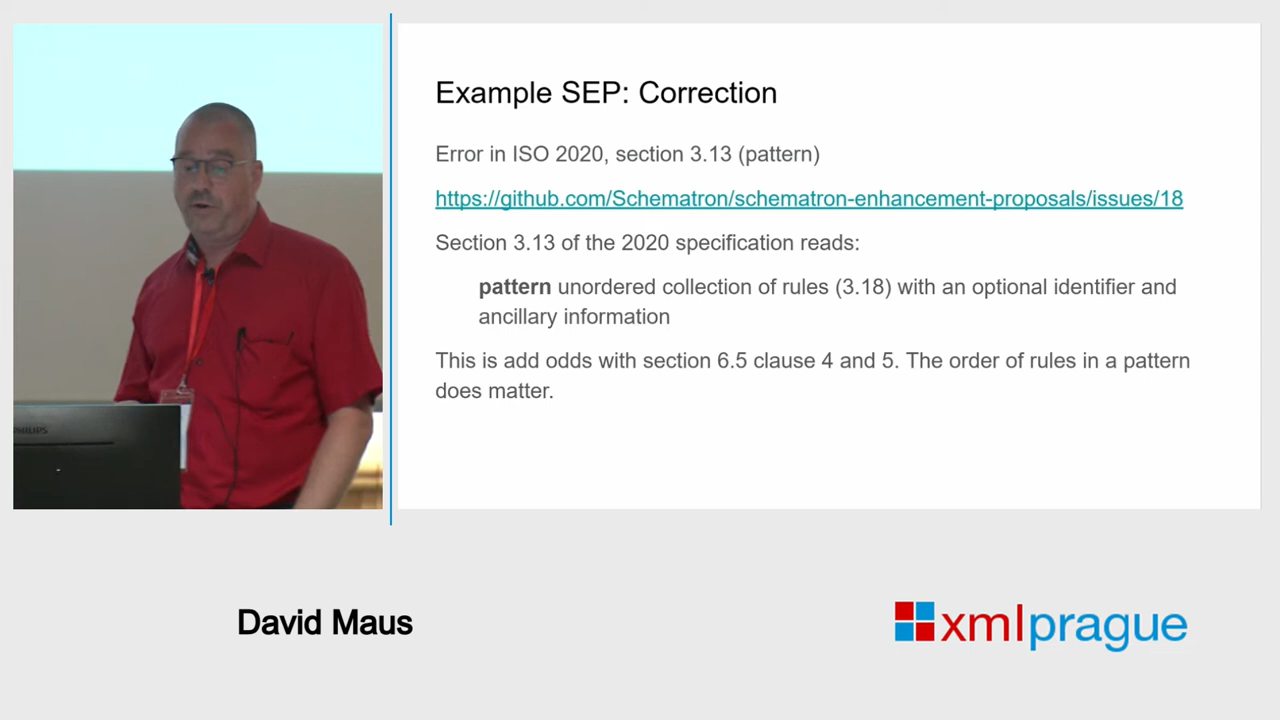 Example SEP: Correction
Error in ISO 2020, section 3.13 (pattern)
https://github.com/Schematron/schematron-enhancement-proposals/issues/18
Section 3.13 of the 2020 specification reads:
pattern unordered collection of rules (3.18) with an optional identifier and
ancillary information
This is add odds with section 6.5 clause 4 and 5. The order of rules in a pattern
does matter.
PHILIPS
David Maus
xmlprague